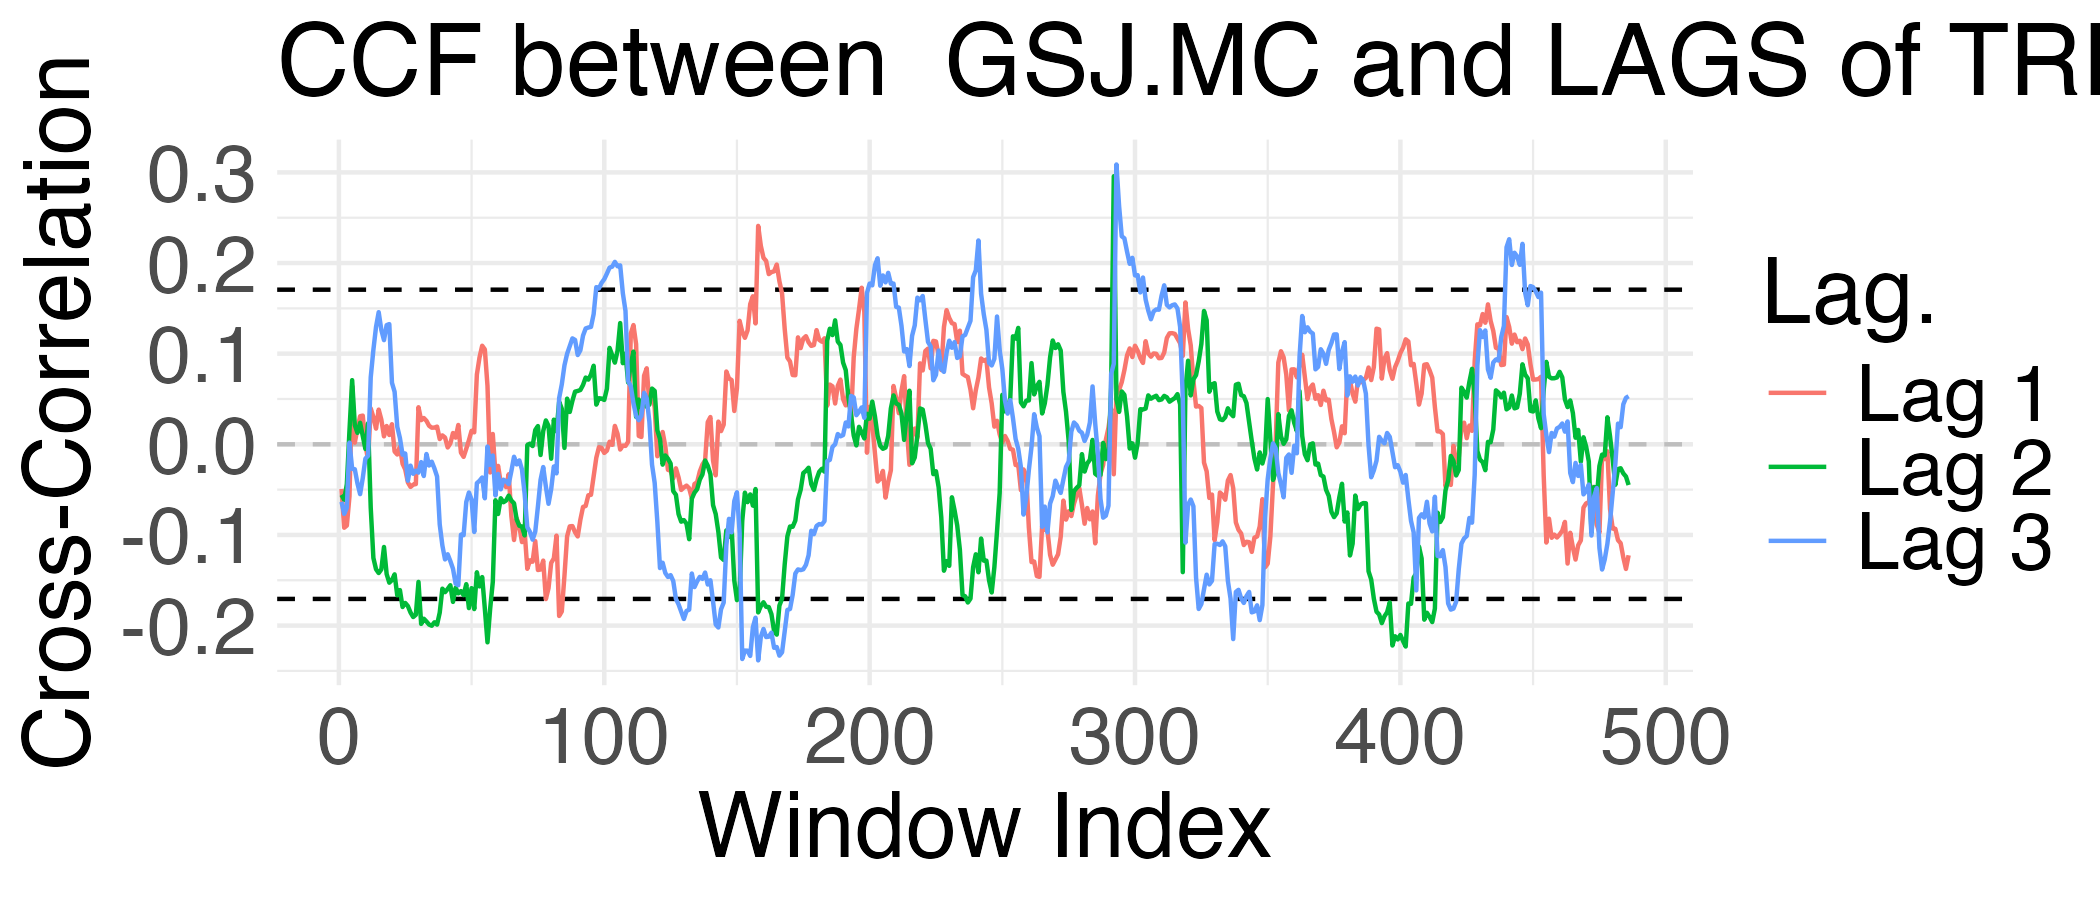 CCF between GSJ.MC and LAGS of
Cross-Correlation
0.3
0.2
0.1
0.0
-0.1
-0.2
0 100 200 300 400 500
Window Index
Lag.
Lag 1
Lag 2
Lag 3